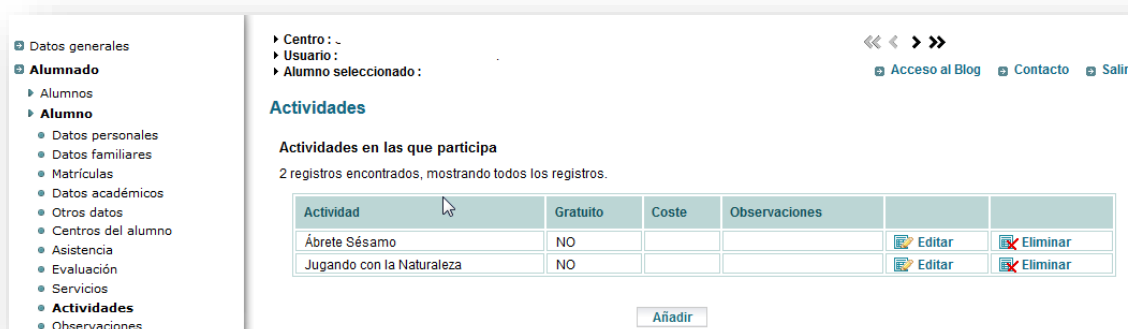 Datos generales
Alumnado
Alumnos
Alumno
Datos personales
Datos familiares
Matrículas
Datos académicos
Otros datos
Centros del alumno
Asistencia
Evaluación
Servicios
Actividades
Observaciones
Centro :
Usuario :
Alumno seleccionado :
Acceso al Blog Contacto Salir
Actividades
Actividades en las que participa
2 registros encontrados, mostrando todos los registros.
Actividad Gratuito Coste Observaciones
Ábrete Sésamo NO Editar Eliminar
Jugando con la Naturaleza NO Editar Eliminar
Añadir